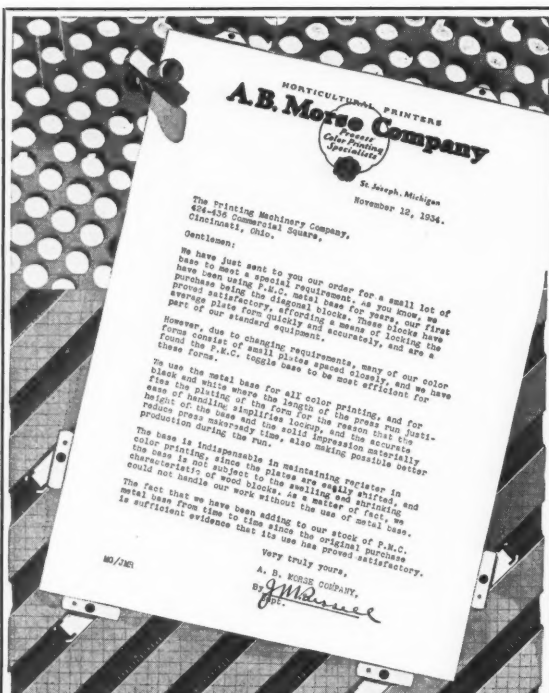 HORTICULTURAL PRINTERS
A.B. Morse Company
Process
Color Printing
Specialists
St. Joseph, Michigan
November 12, 1934.
The Printing Machinery Company,
424-436 Commercial Square,
Cincinnati, Ohio.
Gentlemen:
We have just sent to you our order for a small lot of
base to meet a special requirement. As you know, we
have been using P.M.C. metal base for years, our first
purchase being the diagonal blocks. These blocks have
proved satisfactory, affording a means of locking the
average plate form quickly and accurately, and are a
part of our standard equipment.
However, due to changing requirements, many of our color
forms consist of small plates spaced closely, and we have
found the P.M.C. toggle base to be most efficient for
these forms.
We use the metal base for all color printing, and for
black and white where the length of the press run justi-
fies the plating of the form for the reason that the
ease of handling simplifies lockup, and the accurate
height of the base and the solid impression materially
reduce press makeready time, also making possible better
production during the run.
The base is indispensable in maintaining register in
color printing, since the plates are easily shifted, and
the base is not subject to the swelling and shrinking
characteristic of wood blocks. As a matter of fact, we
could not handle our work without the use of metal base.
The fact that we have been adding to our stock of P.M.C.
metal base from time to time since the original purchase
is sufficient evidence that its use has proved satisfactory.
Very truly yours,
A. B. MORSE COMPANY,
By
Supt.
MO/JMR